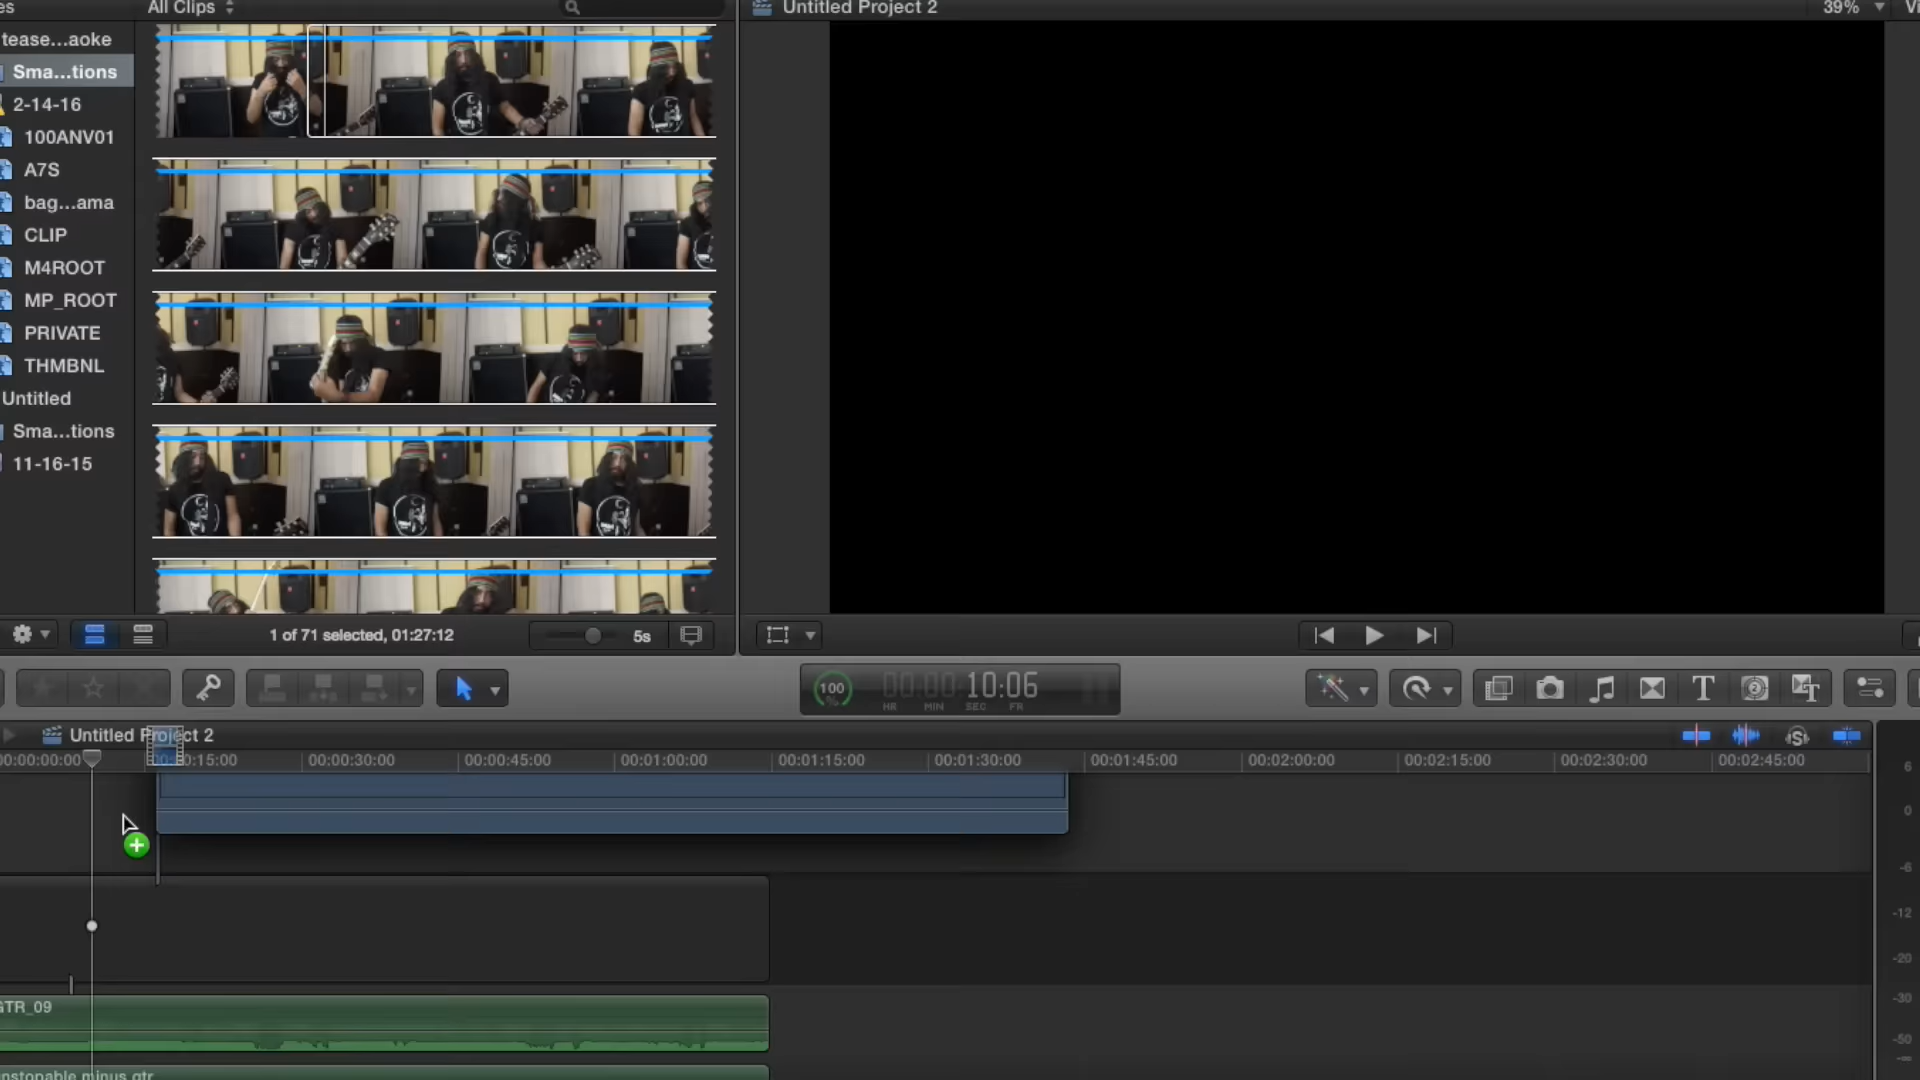 es
All Clips
Untitled Project 2
39%
Vi
tease...aoke
Sma...tions
2-14-16
100ANV01
A7S
bag...ama
CLIP
M4ROOT
MP_ROOT
PRIVATE
THMBNL
Untitled
Sma...tions
11-16-15
1 of 71 selected, 01:27:12
5s
100
%
00:00:10:06
HR MIN SEC FR
Untitled Project 2
00:00:00:00
00:00:15:00
00:00:30:00
00:00:45:00
00:01:00:00
00:01:15:00
00:01:30:00
00:01:45:00
00:02:00:00
00:02:15:00
00:02:30:00
00:02:45:00
6
0
-6
-12
-20
-30
-50
-∞
GTR_09
nstopable minus gtr